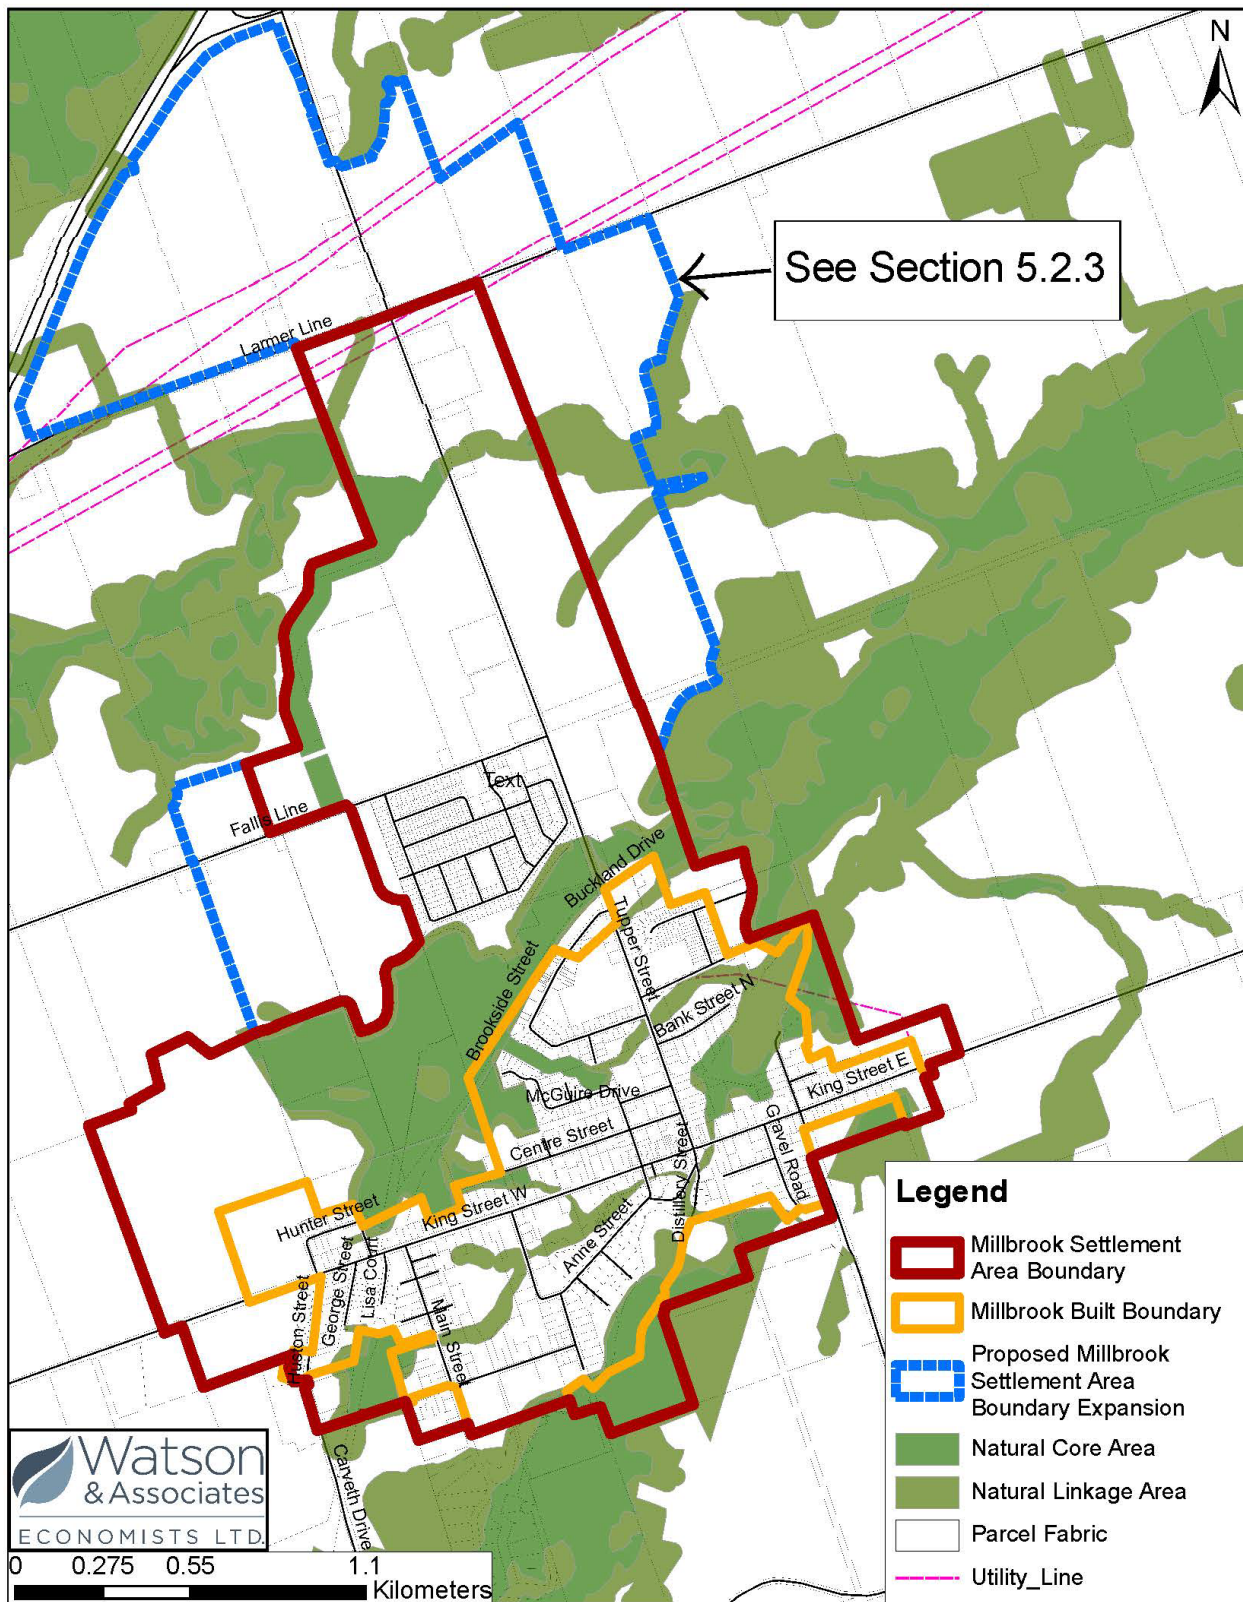 N
See Section 5.2.3
Larmer Line
Text
Fallis Line
Buckland Drive
Tupper Street
Brookside Street
Bank Street N
McGuire Drive
King Street E
Centre Street
Gravel Road
Distillery Street
King Street W
Hunter Street
Anne Street
George Street
Lisa Court
Huston Street
Main Street
Carveth Drive
Legend
Millbrook Settlement
Area Boundary
Millbrook Built Boundary
Proposed Millbrook
Settlement Area
Boundary Expansion
Natural Core Area
Natural Linkage Area
Parcel Fabric
Utility_Line
Watson
& Associates
ECONOMISTS LTD.
0 0.275 0.55 1.1
Kilometers